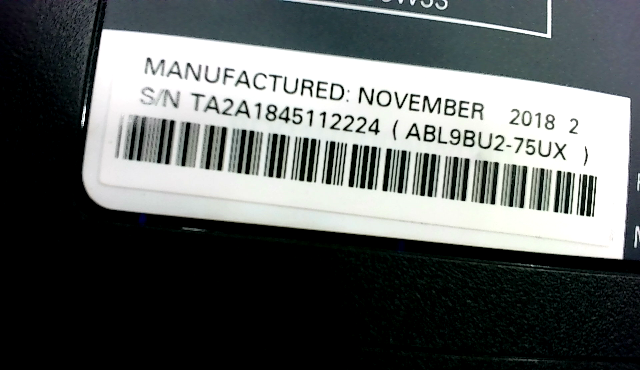 MANUFACTURED: NOVEMBER 2018 2
S/N TA2A1845112224 ( ABL9BU2-75UX )